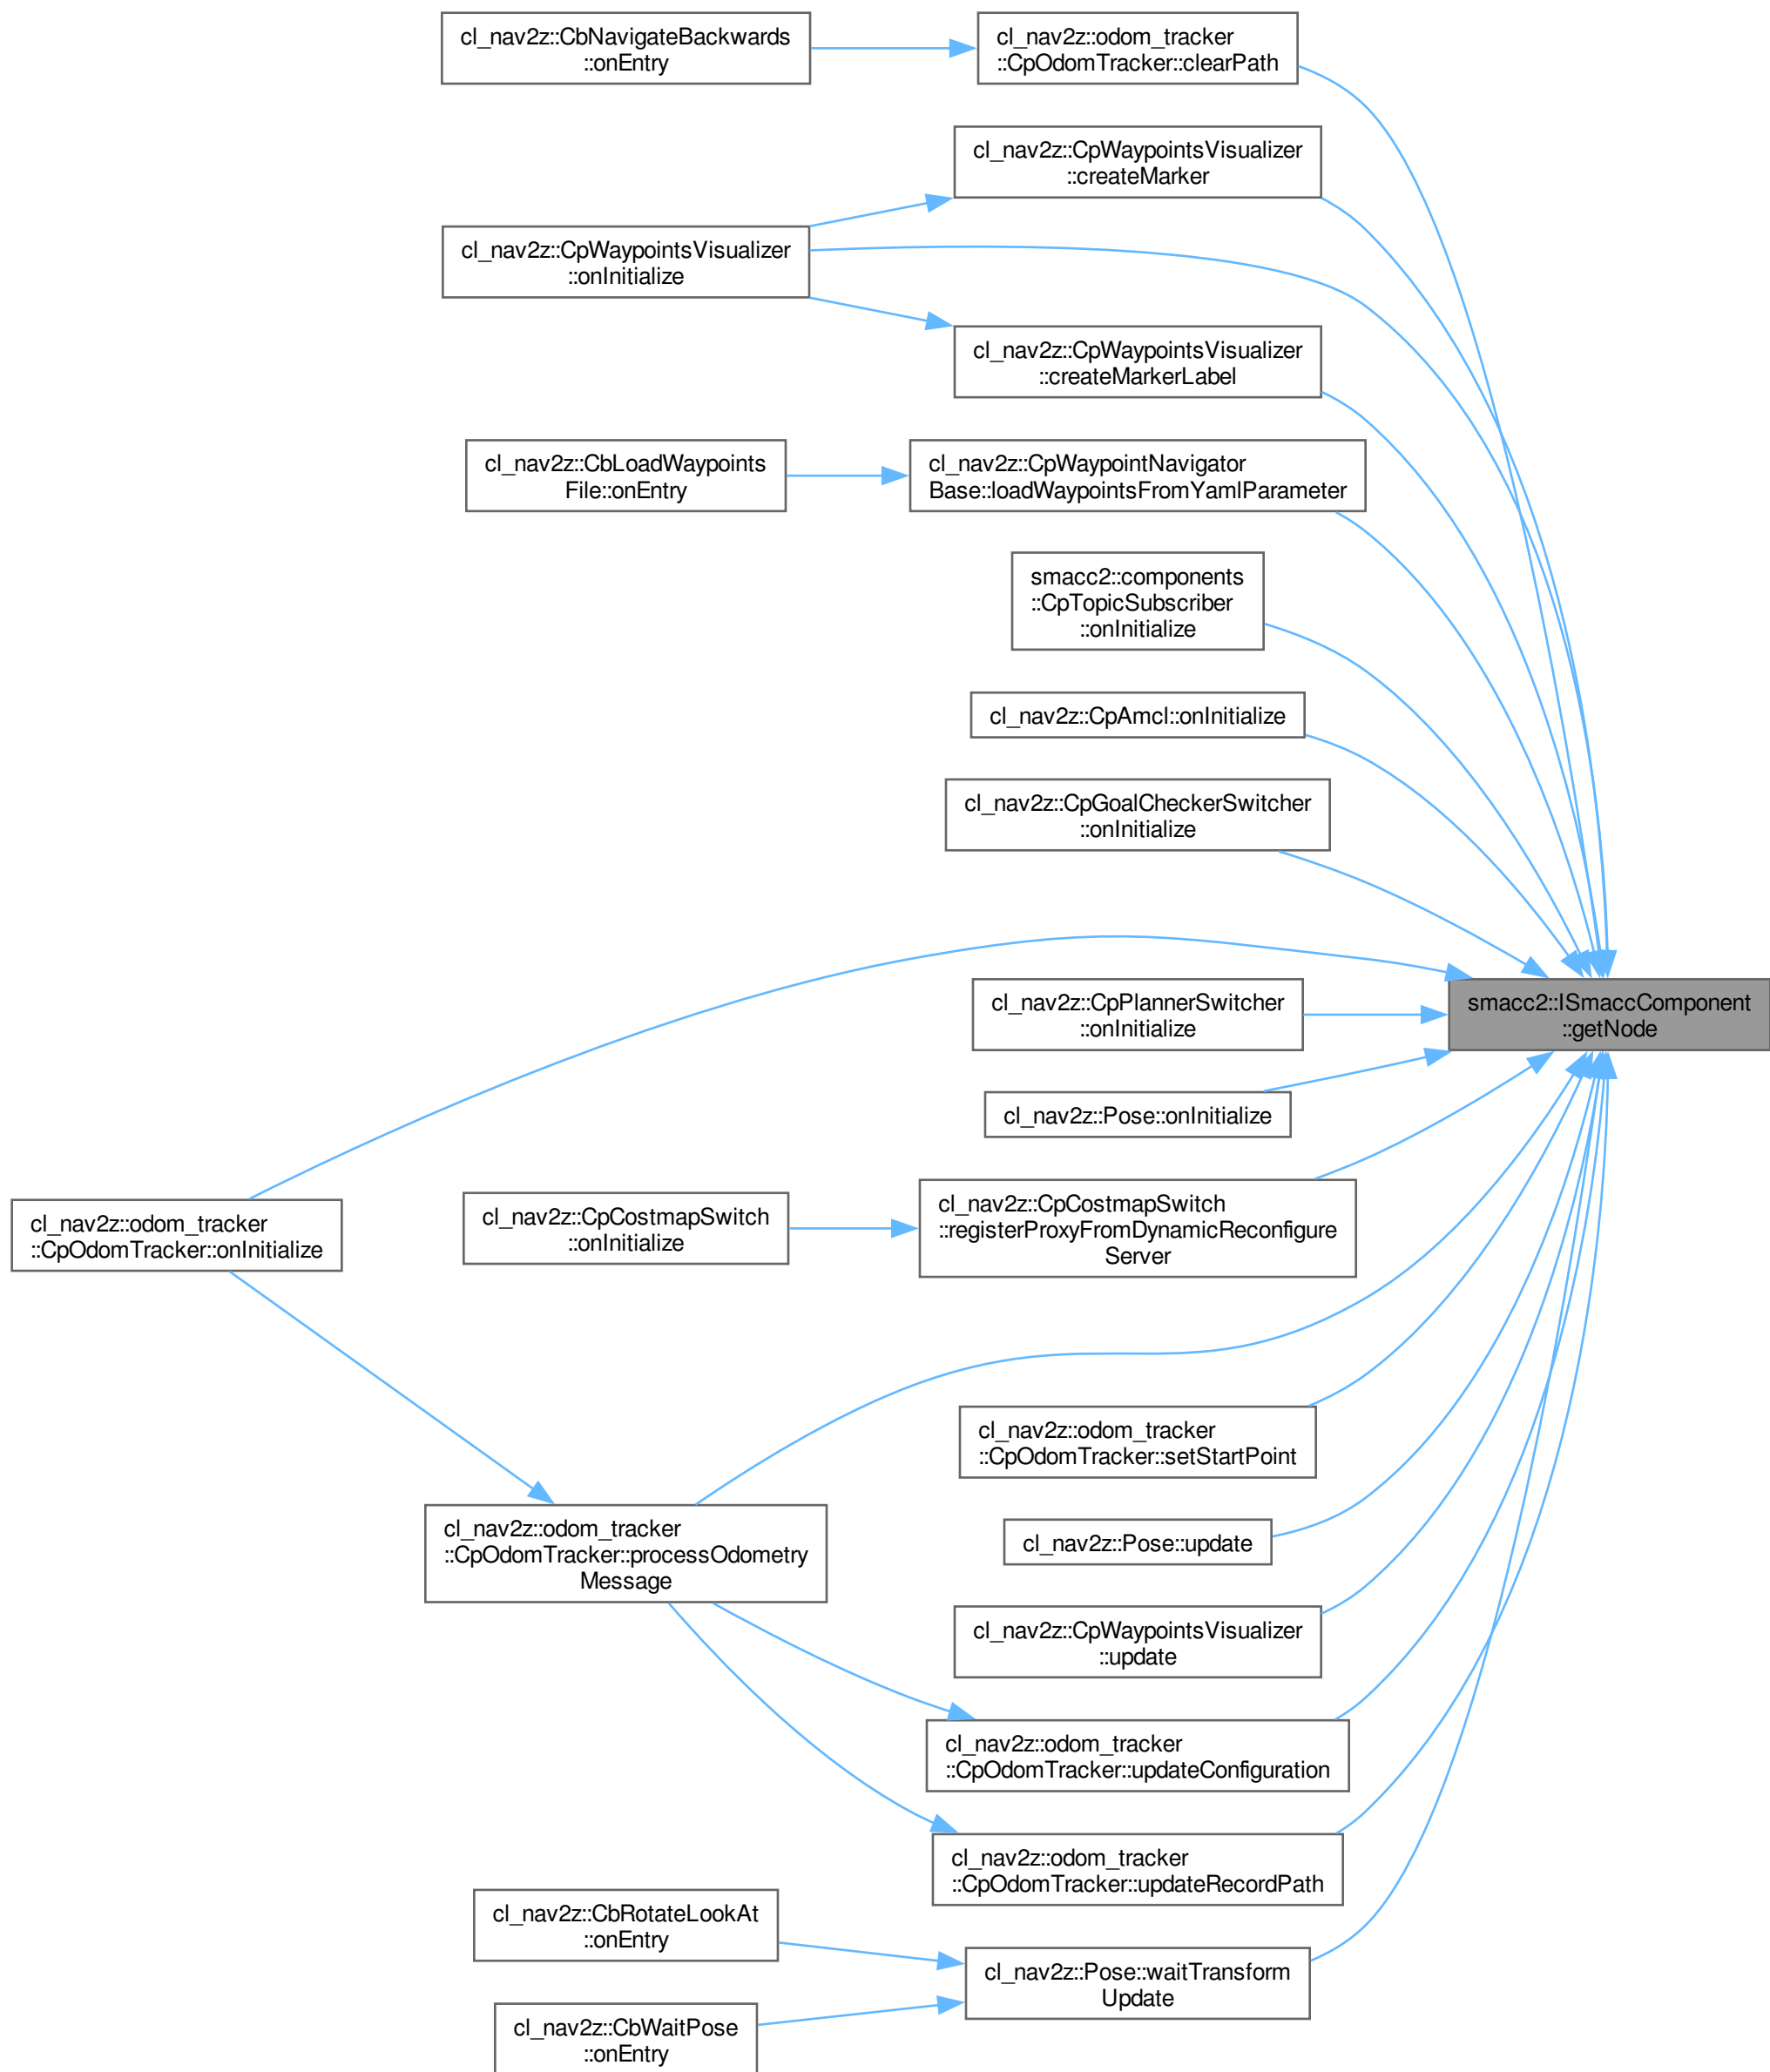 cl_nav2z::CbNavigateBackwards
::onEntry
cl_nav2z::odom_tracker
::CpOdomTracker::clearPath
cl_nav2z::CpWaypointsVisualizer
::createMarker
cl_nav2z::CpWaypointsVisualizer
::onInitialize
cl_nav2z::CpWaypointsVisualizer
::createMarkerLabel
cl_nav2z::CbLoadWaypoints
File::onEntry
cl_nav2z::CpWaypointNavigator
Base::loadWaypointsFromYamlParameter
smacc2::components
::CpTopicSubscriber
::onInitialize
cl_nav2z::CpAmcl::onInitialize
cl_nav2z::CpGoalCheckerSwitcher
::onInitialize
cl_nav2z::CpPlannerSwitcher
::onInitialize
smacc2::ISmaccComponent
::getNode
cl_nav2z::Pose::onInitialize
cl_nav2z::odom_tracker
::CpOdomTracker::onInitialize
cl_nav2z::CpCostmapSwitch
::onInitialize
cl_nav2z::CpCostmapSwitch
::registerProxyFromDynamicReconfigure
Server
cl_nav2z::odom_tracker
::CpOdomTracker::setStartPoint
cl_nav2z::odom_tracker
::CpOdomTracker::processOdometry
Message
cl_nav2z::Pose::update
cl_nav2z::CpWaypointsVisualizer
::update
cl_nav2z::odom_tracker
::CpOdomTracker::updateConfiguration
cl_nav2z::odom_tracker
::CpOdomTracker::updateRecordPath
cl_nav2z::CbRotateLookAt
::onEntry
cl_nav2z::Pose::waitTransform
Update
cl_nav2z::CbWaitPose
::onEntry